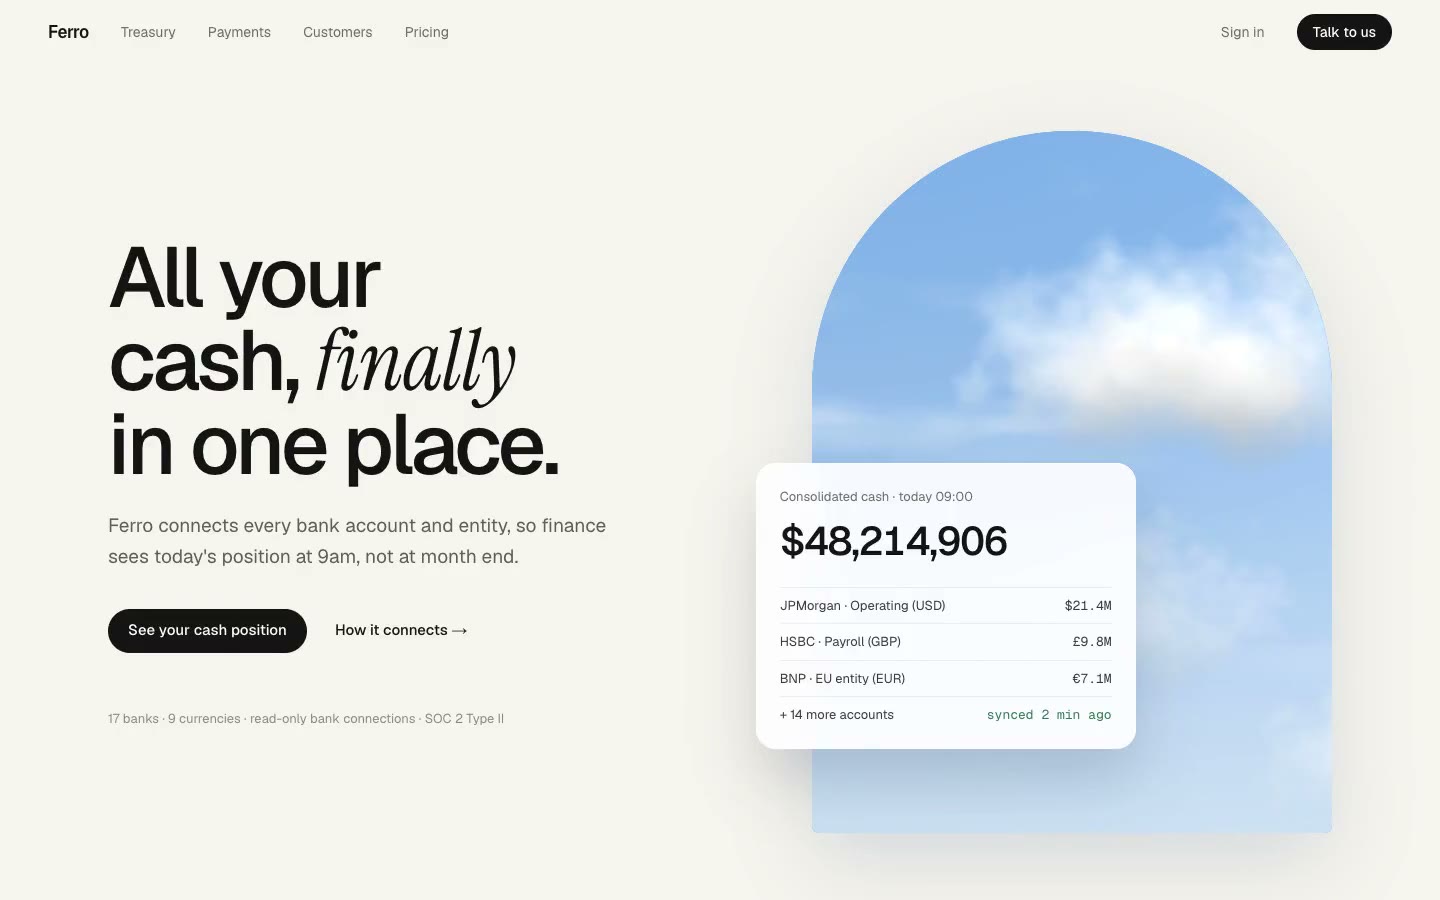 Ferro Treasury Payments Customers Pricing Sign in Talk to us
All your
cash, finally
in one place.
Ferro connects every bank account and entity, so finance
sees today's position at 9am, not at month end.
See your cash position How it connects →
17 banks · 9 currencies · read-only bank connections · SOC 2 Type II
Consolidated cash · today 09:00
$48,214,906
JPMorgan · Operating (USD) $21.4M
HSBC · Payroll (GBP) £9.8M
BNP · EU entity (EUR) €7.1M
+ 14 more accounts synced 2 min ago